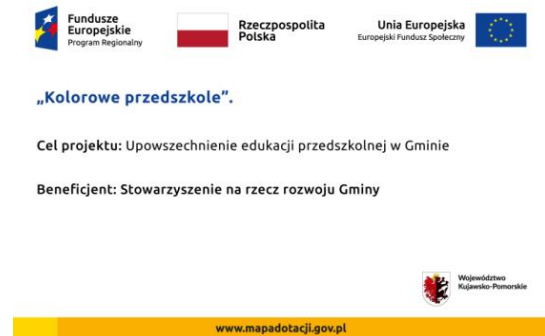 Fundusze
Europejskie
Program Regionalny
Rzeczpospolita
Polska
Unia Europejska
Europejski Fundusz Społeczny
„Kolorowe przedszkole”.
Cel projektu: Upowszechnienie edukacji przedszkolnej w Gminie
Beneficjent: Stowarzyszenie na rzecz rozwoju Gminy
Województwo
Kujawsko-Pomorskie
www.mapadotacji.gov.pl